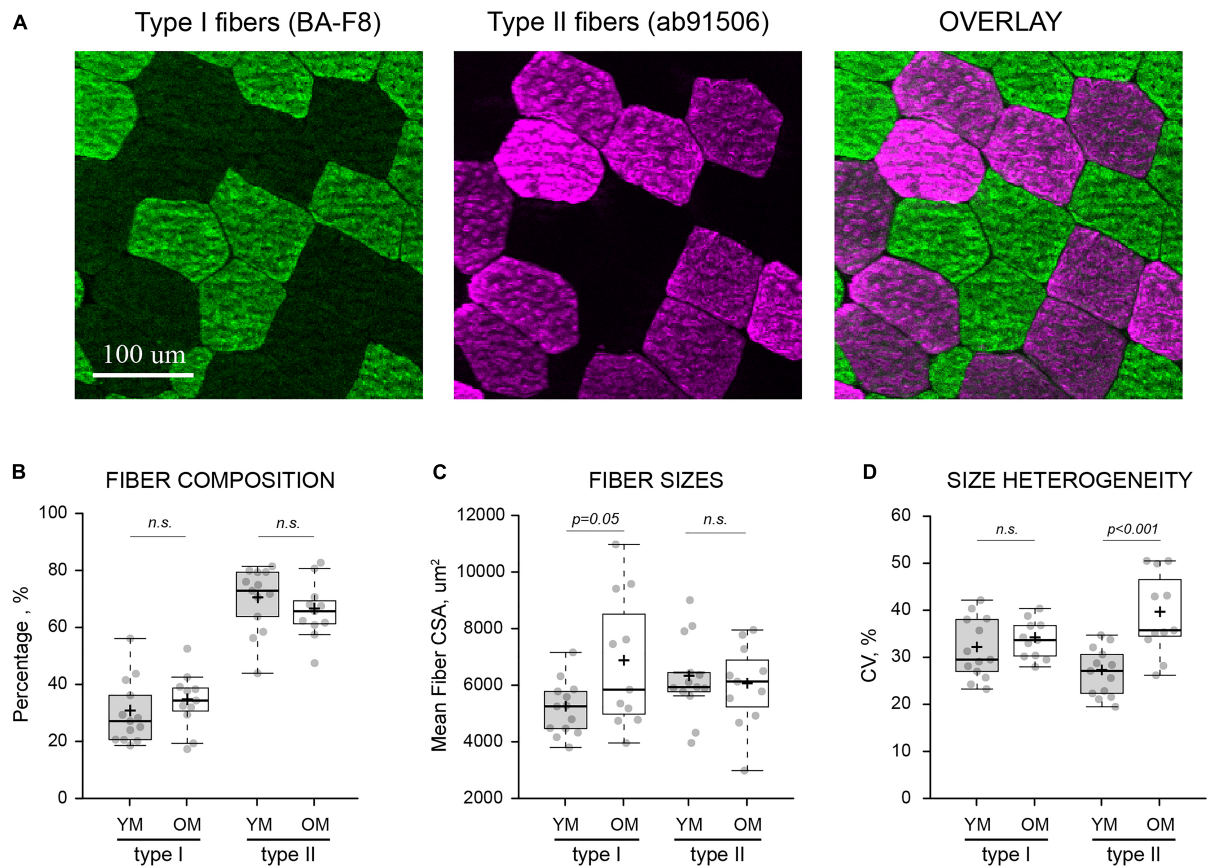 A
Type I fibers (BA-F8)
Type II fibers (ab91506)
OVERLAY
100 um
B
FIBER COMPOSITION
Percentage , %
100
80
60
40
20
0
n.s.
n.s.
YM
OM
YM
OM
type I
type II
C
FIBER SIZES
Mean Fiber CSA, um²
12000
10000
8000
6000
4000
2000
p=0.05
n.s.
YM
OM
YM
OM
type I
type II
D
SIZE HETEROGENEITY
CV, %
60
50
40
30
20
10
0
n.s.
p<0.001
YM
OM
YM
OM
type I
type II